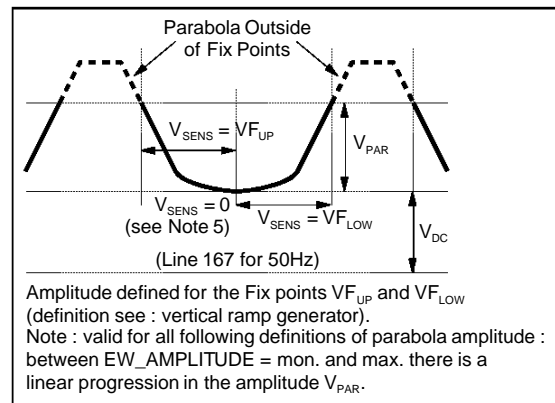 Parabola Outside
of Fix Points
V_SENS = VF_UP
V_PAR
V_SENS = 0
(see Note 5)
V_SENS = VF_LOW
V_DC
(Line 167 for 50Hz)
Amplitude defined for the Fix points VF_UP and VF_LOW
(definition see : vertical ramp generator).
Note : valid for all following definitions of parabola amplitude :
between EW_AMPLITUDE = mon. and max. there is a
linear progression in the amplitude V_PAR.